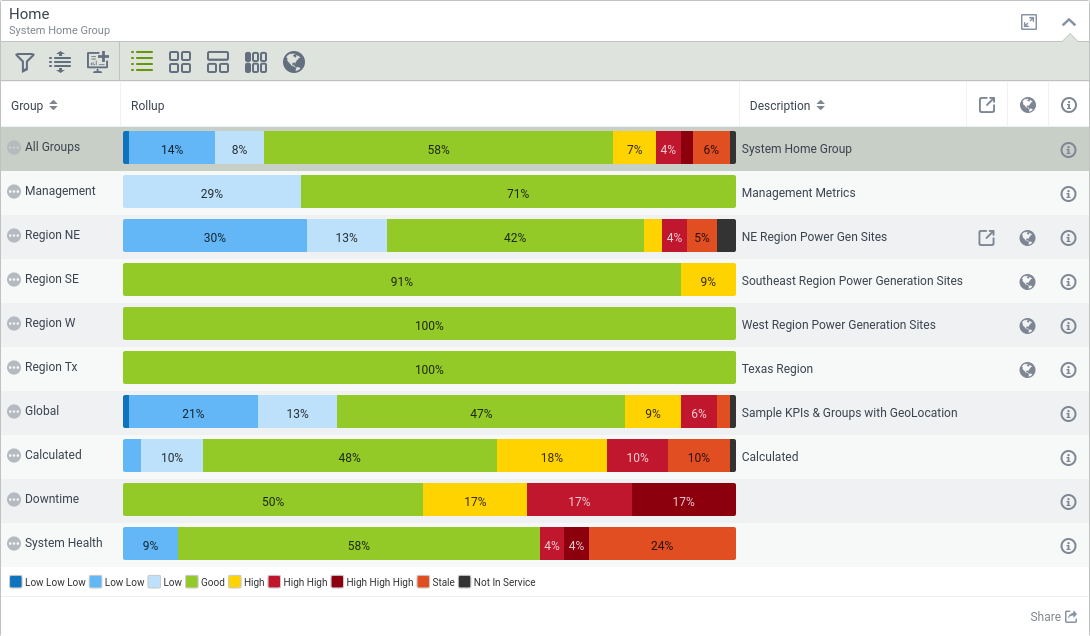 Home
System Home Group
Group Rollup Description
All Groups 14% 8% 58% 7% 4% 6% System Home Group
Management 29% 71% Management Metrics
Region NE 30% 13% 42% 4% 5% NE Region Power Gen Sites
Region SE 91% 9% Southeast Region Power Generation Sites
Region W 100% West Region Power Generation Sites
Region Tx 100% Texas Region
Global 21% 13% 47% 9% 6% Sample KPIs & Groups with GeoLocation
Calculated 10% 48% 18% 10% 10% Calculated
Downtime 50% 17% 17% 17%
System Health 9% 58% 4% 4% 24%
Low Low Low Low Low Low Good High High High High High High Stale Not In Service
Share